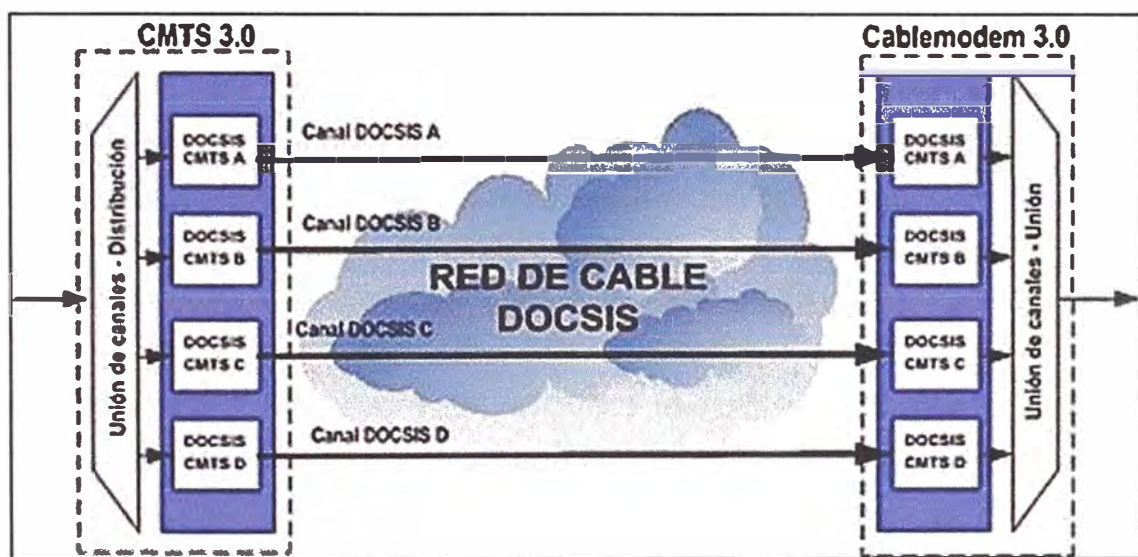 CMTS 3.0
Cablemodem 3.0
Unión de canales - Distribución
DOCSIS
CMTS A
DOCSIS
CMTS B
DOCSIS
CMTS C
DOCSIS
CMTS D
Canal DOCSIS A
Canal DOCSIS B
RED DE CABLE
DOCSIS
Canal DOCSIS C
Canal DOCSIS D
DOCSIS
CMTS A
DOCSIS
CMTS B
DOCSIS
CMTS C
DOCSIS
CMTS D
Unión de canales - Unión